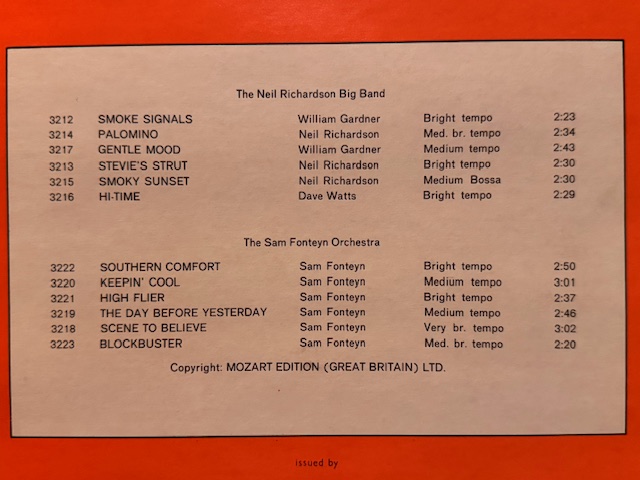 The Neil Richardson Big Band
3212 SMOKE SIGNALS William Gardner Bright tempo 2:23
3214 PALOMINO Neil Richardson Med. br. tempo 2:34
3217 GENTLE MOOD William Gardner Medium tempo 2:43
3213 STEVIE'S STRUT Neil Richardson Bright tempo 2:30
3215 SMOKY SUNSET Neil Richardson Medium Bossa 2:30
3216 HI-TIME Dave Watts Bright tempo 2:29
The Sam Fonteyn Orchestra
3222 SOUTHERN COMFORT Sam Fonteyn Bright tempo 2:50
3220 KEEPIN' COOL Sam Fonteyn Medium tempo 3:01
3221 HIGH FLIER Sam Fonteyn Bright tempo 2:37
3219 THE DAY BEFORE YESTERDAY Sam Fonteyn Medium tempo 2:46
3218 SCENE TO BELIEVE Sam Fonteyn Very br. tempo 3:02
3223 BLOCKBUSTER Sam Fonteyn Med. br. tempo 2:20
Copyright: MOZART EDITION (GREAT BRITAIN) LTD.
issued by